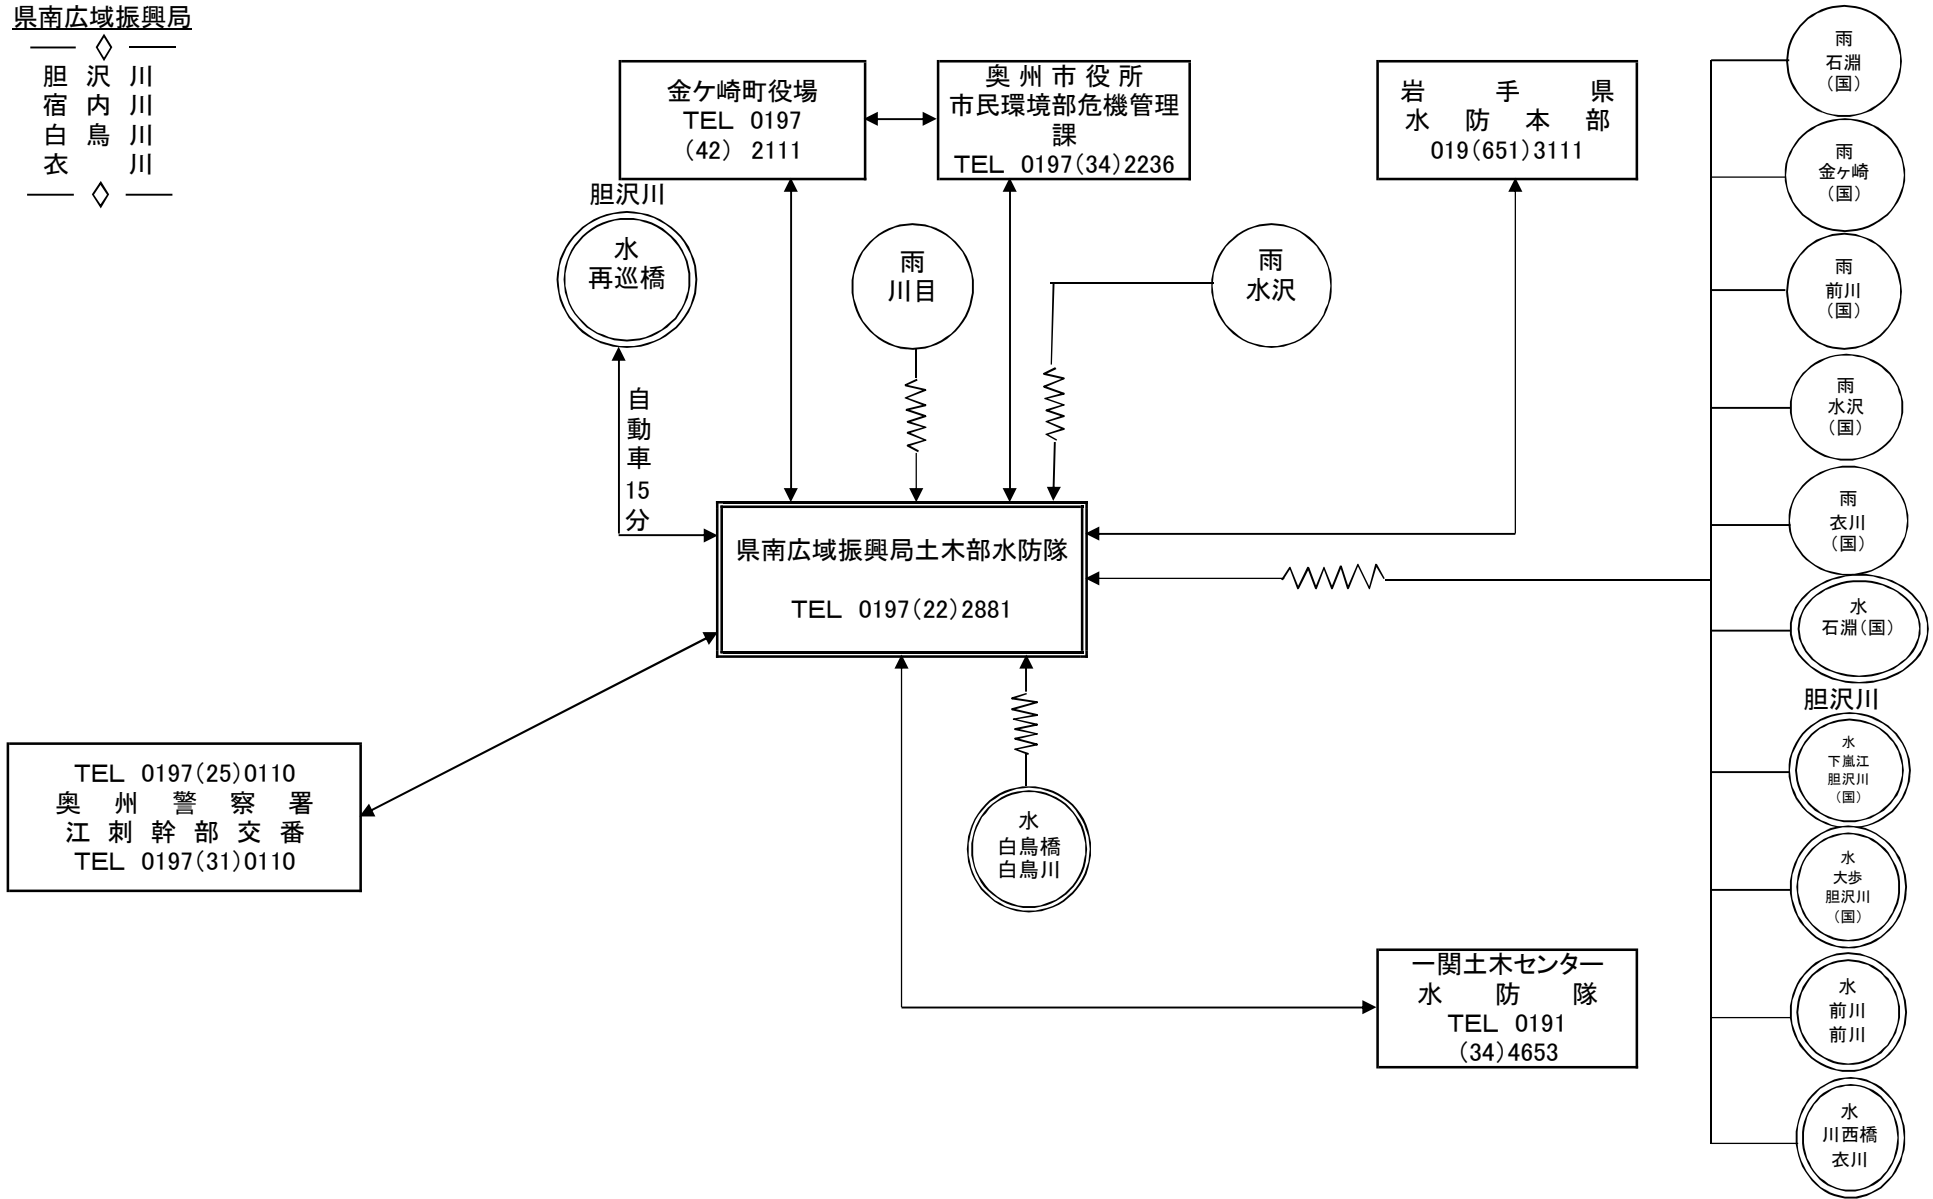 県南広域振興局
胆沢川
宿内川
白鳥川
衣川
金ケ崎町役場
TEL 0197
(42) 2111
奥州市役所
市民環境部危機管理
課
TEL 0197(34)2236
岩手県
水防本部
019(651)3111
胆沢川
水
再巡橋
雨
川目
雨
水沢
自動車15分
県南広域振興局土木部水防隊
TEL 0197(22)2881
TEL 0197(25)0110
奥州警察署
江刺幹部交番
TEL 0197(31)0110
水
白鳥橋
白鳥川
一関土木センター
水防隊
TEL 0191
(34)4653
雨
石淵
(国)
雨
金ヶ崎
(国)
雨
前川
(国)
雨
水沢
(国)
雨
衣川
(国)
水
石淵(国)
胆沢川
水
下嵐江
胆沢川
(国)
水
大歩
胆沢川
(国)
水
前川
前川
水
川西橋
衣川